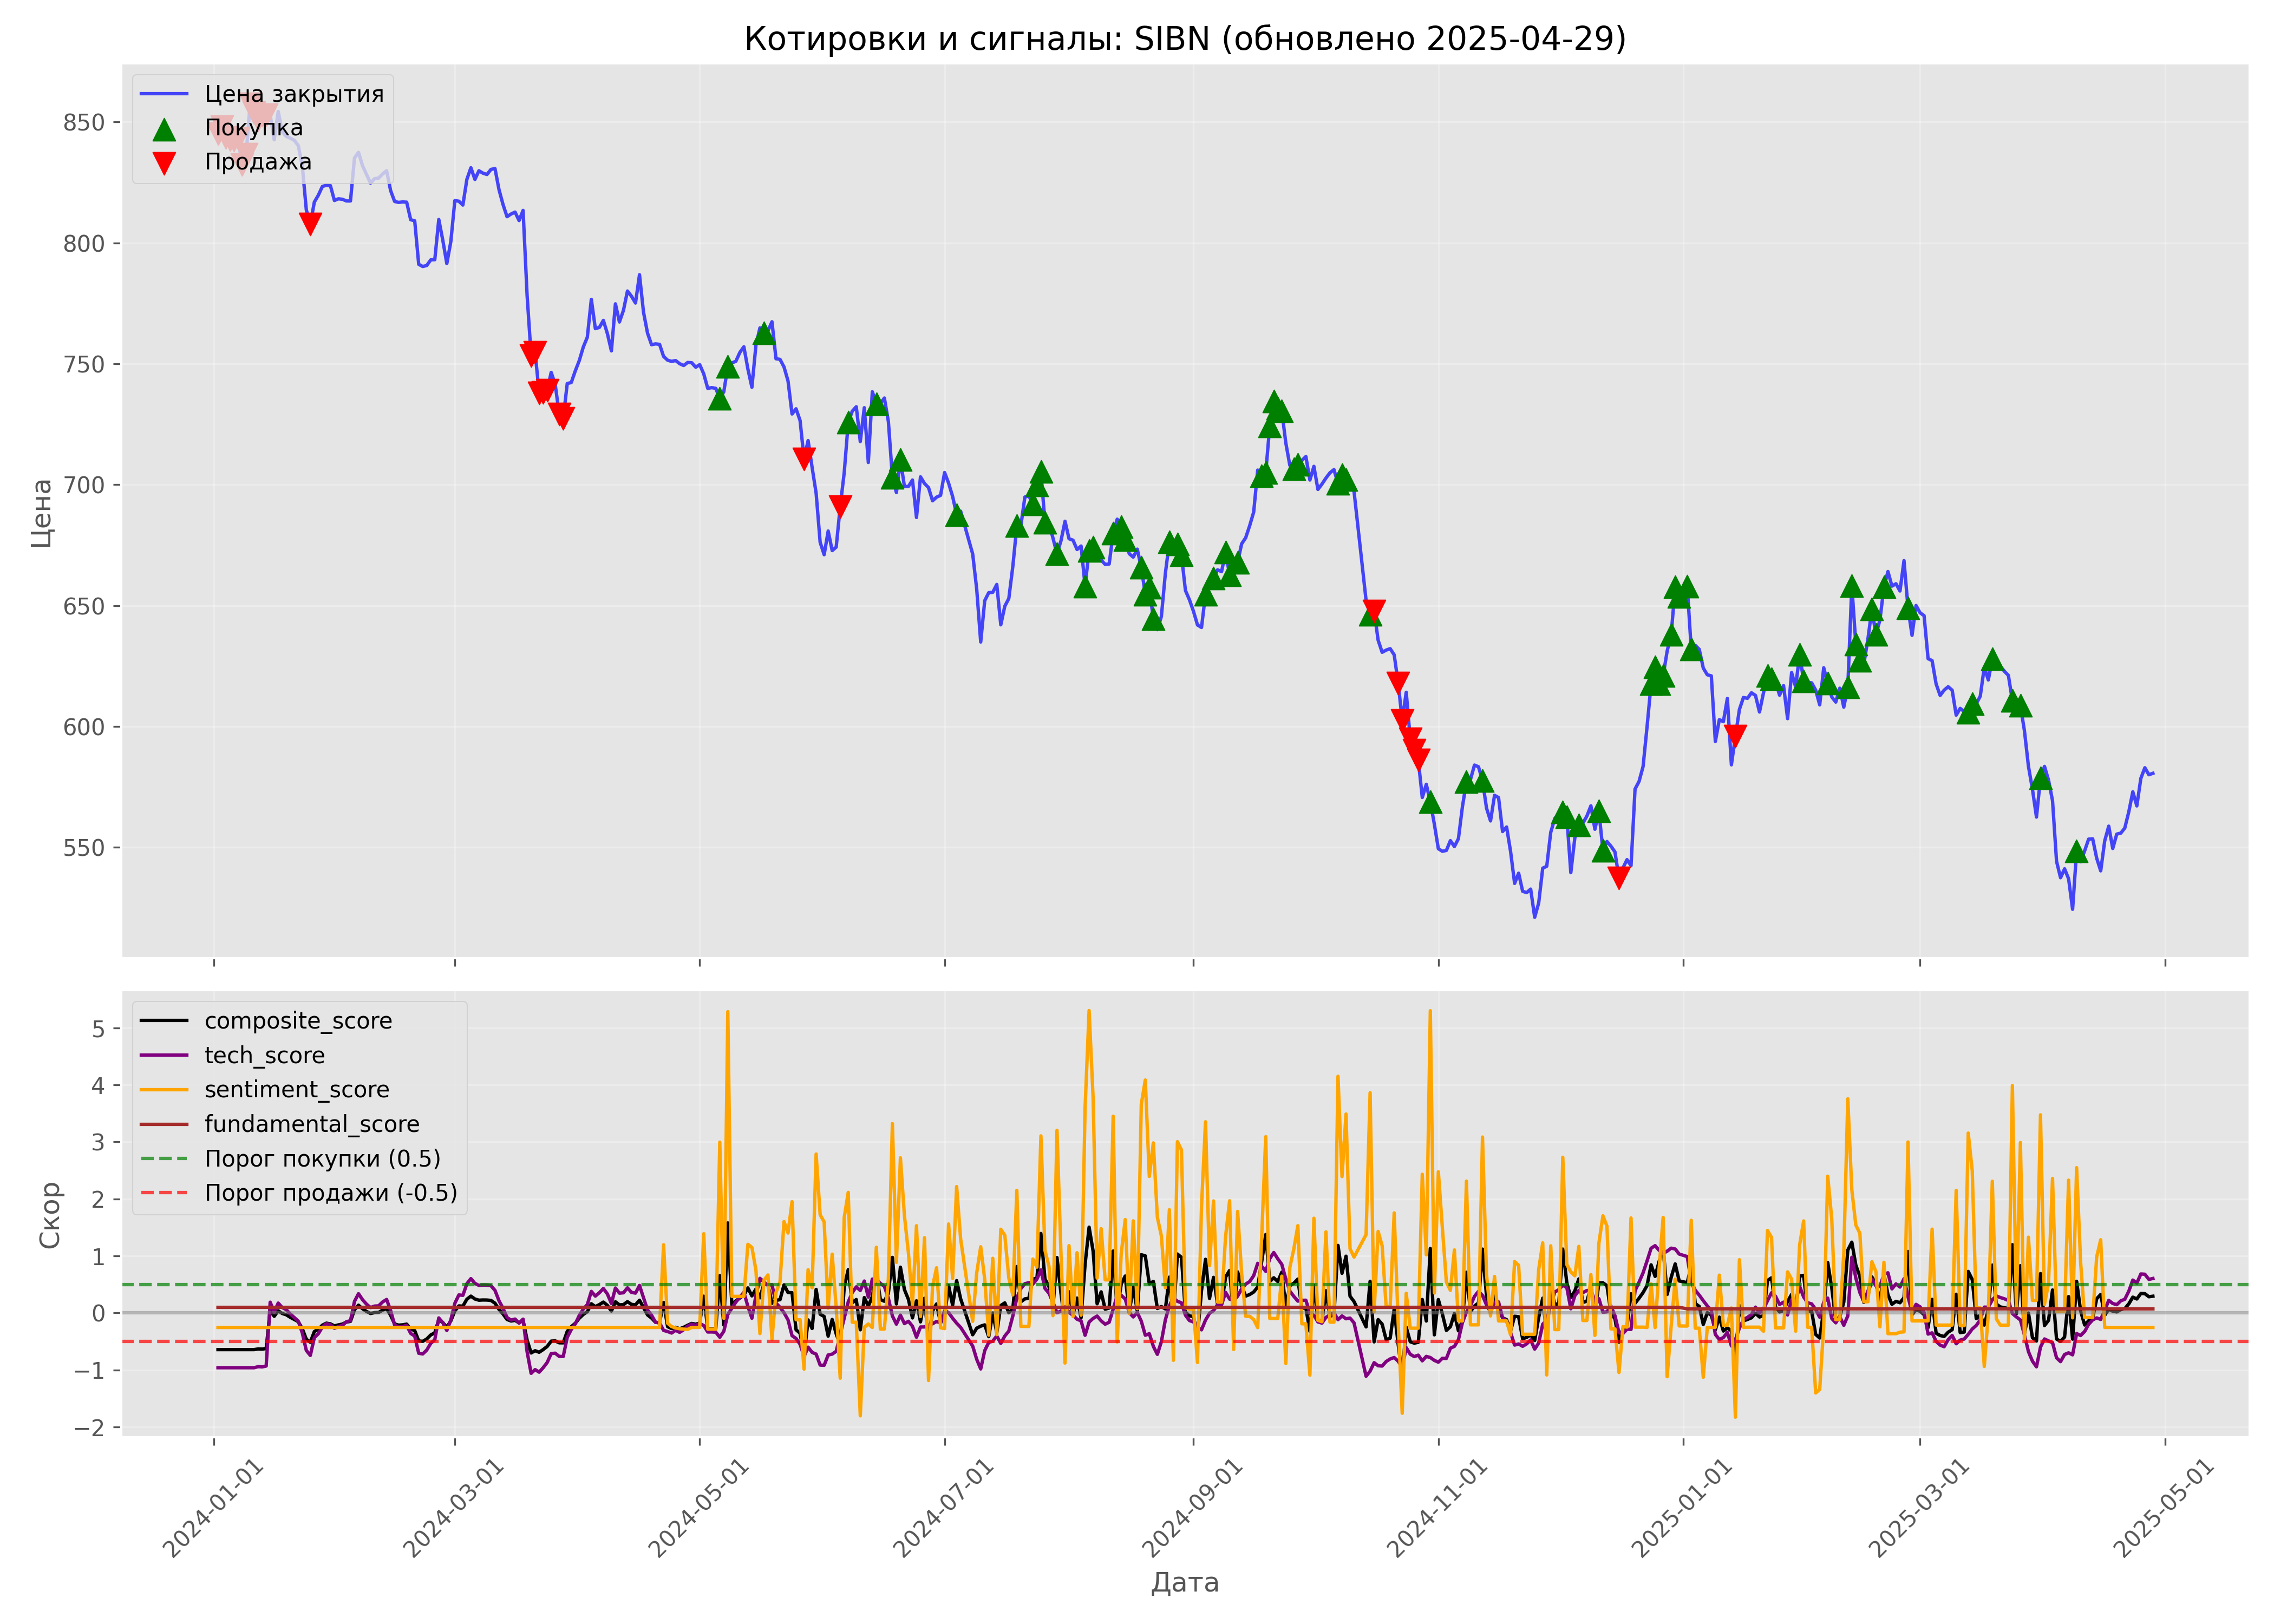 Котировки и сигналы: SIBN (обновлено 2025-04-29)
Цена закрытия
Покупка
Продажа
850
800
750
700
650
600
550
Цена
composite_score
tech_score
sentiment_score
fundamental_score
Порог покупки (0.5)
Порог продажи (-0.5)
5
4
3
2
1
0
−1
−2
Скор
2024-01-01
2024-03-01
2024-05-01
2024-07-01
2024-09-01
2024-11-01
2025-01-01
2025-03-01
2025-05-01
Дата